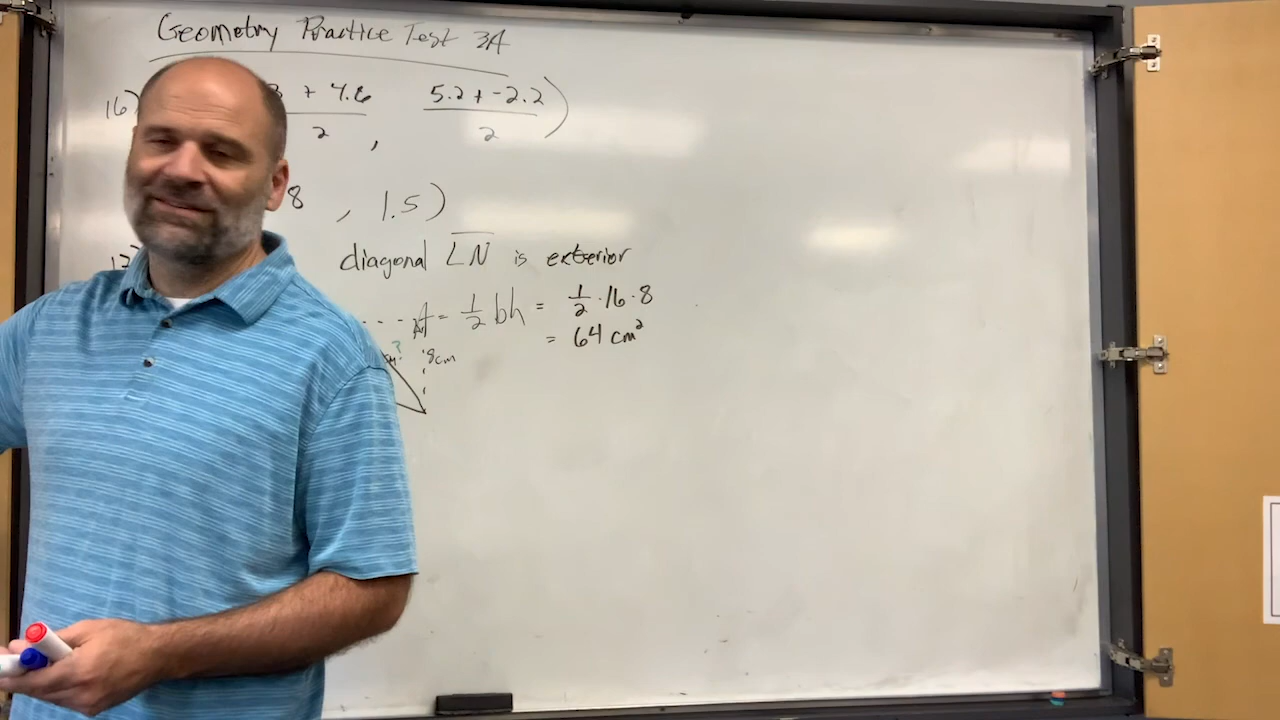 Geometry Practice Test 3A
16) + 4.6 5.2 + -2.2
2 , 2 )
8 , 1.5)
diagonal LN is exterior
A = 1/2 bh = 1/2 · 16 · 8
= 64 cm²
? 8cm